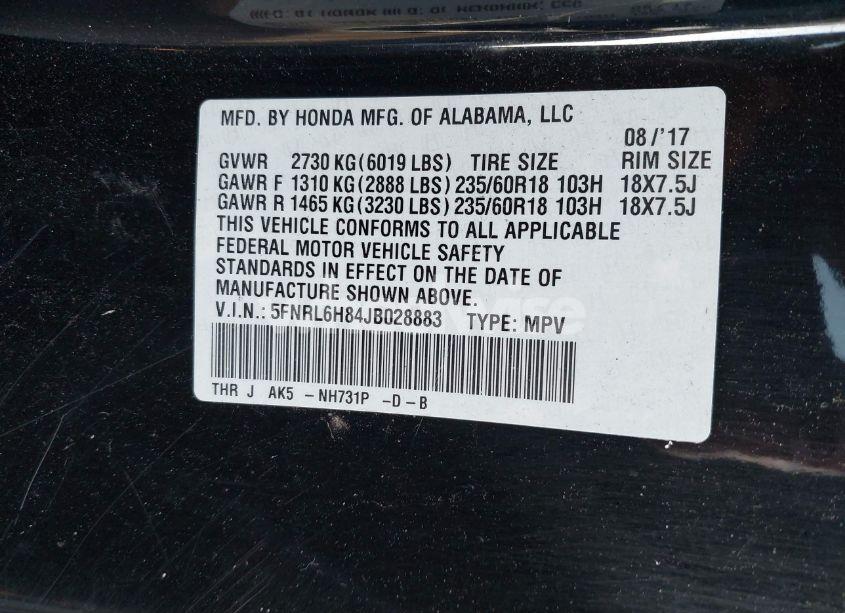 MFD. BY HONDA MFG. OF ALABAMA, LLC
08/'17
GVWR 2730 KG(6019 LBS) TIRE SIZE RIM SIZE
GAWR F 1310 KG(2888 LBS) 235/60R18 103H 18X7.5J
GAWR R 1465 KG(3230 LBS) 235/60R18 103H 18X7.5J
THIS VEHICLE CONFORMS TO ALL APPLICABLE
FEDERAL MOTOR VEHICLE SAFETY
STANDARDS IN EFFECT ON THE DATE OF
MANUFACTURE SHOWN ABOVE.
V.I.N.: 5FNRL6H84JB028883 TYPE: MPV
THR J AK5 -NH731P -D-B